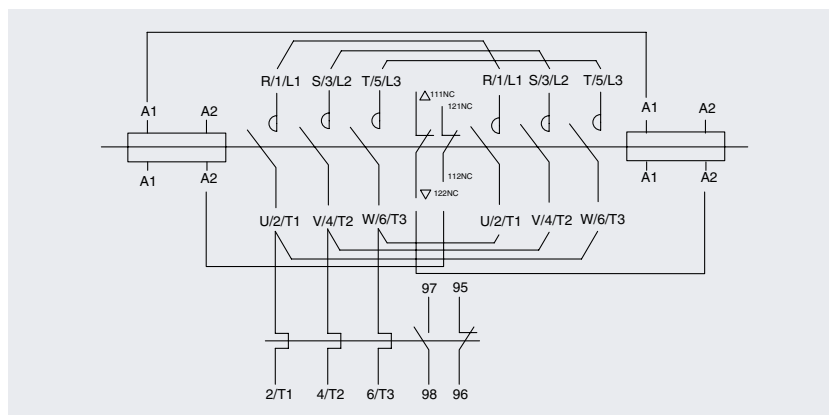 R/1/L1 S/3/L2 T/5/L3 R/1/L1 S/3/L2 T/5/L3
111NC
A1 A2 121NC A1 A2
112NC
A1 A2 122NC A1 A2
U/2/T1 V/4/T2 W/6/T3 U/2/T1 V/4/T2 W/6/T3
97 95
2/T1 4/T2 6/T3 98 96